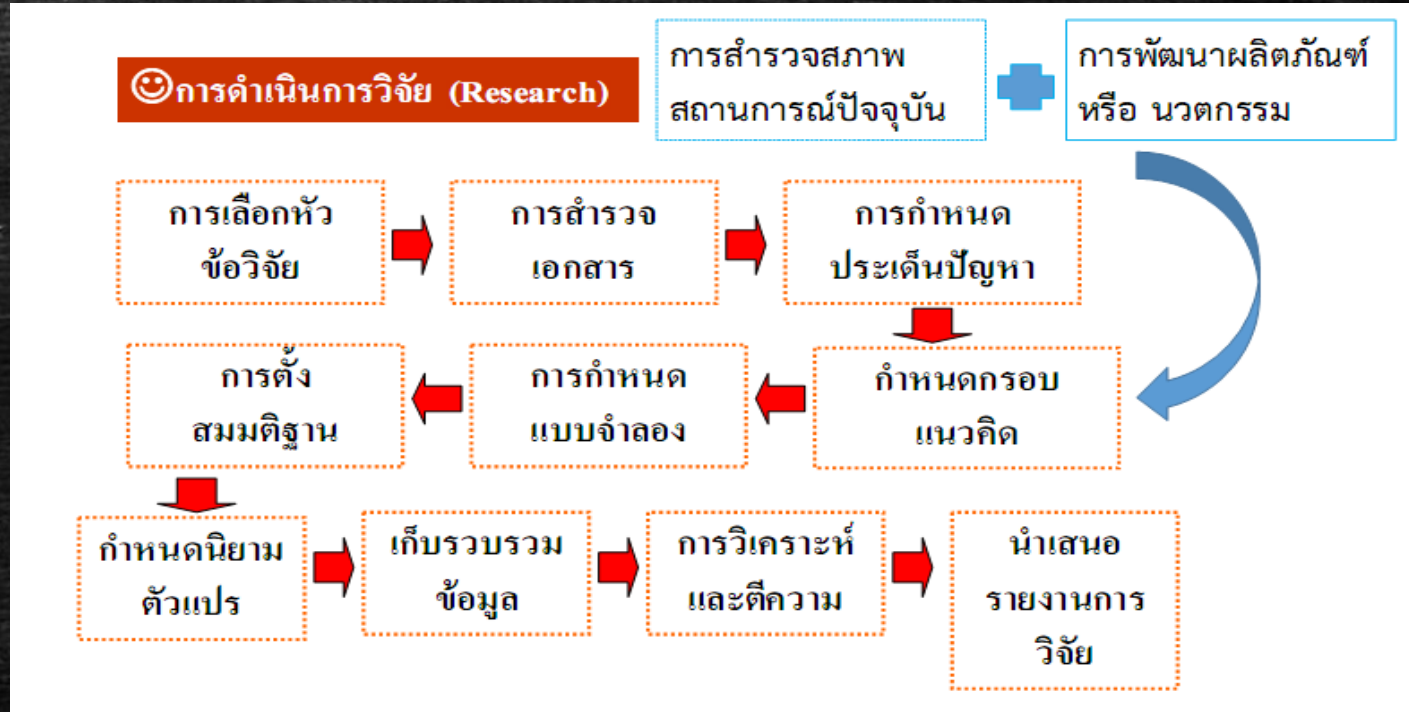 การดำเนินการวิจัย (Research)
การสำรวจสภาพ
สถานการณ์ปัจจุบัน
การพัฒนาผลิตภัณฑ์
หรือ นวตกรรม
การเลือกหัว
ข้อวิจัย
การสำรวจ
เอกสาร
การกำหนด
ประเด็นปัญหา
การตั้ง
สมมติฐาน
การกำหนด
แบบจำลอง
กำหนดกรอบ
แนวคิด
กำหนดนิยาม
ตัวแปร
เก็บรวบรวม
ข้อมูล
การวิเคราะห์
และตีความ
นำเสนอ
รายงานการ
วิจัย